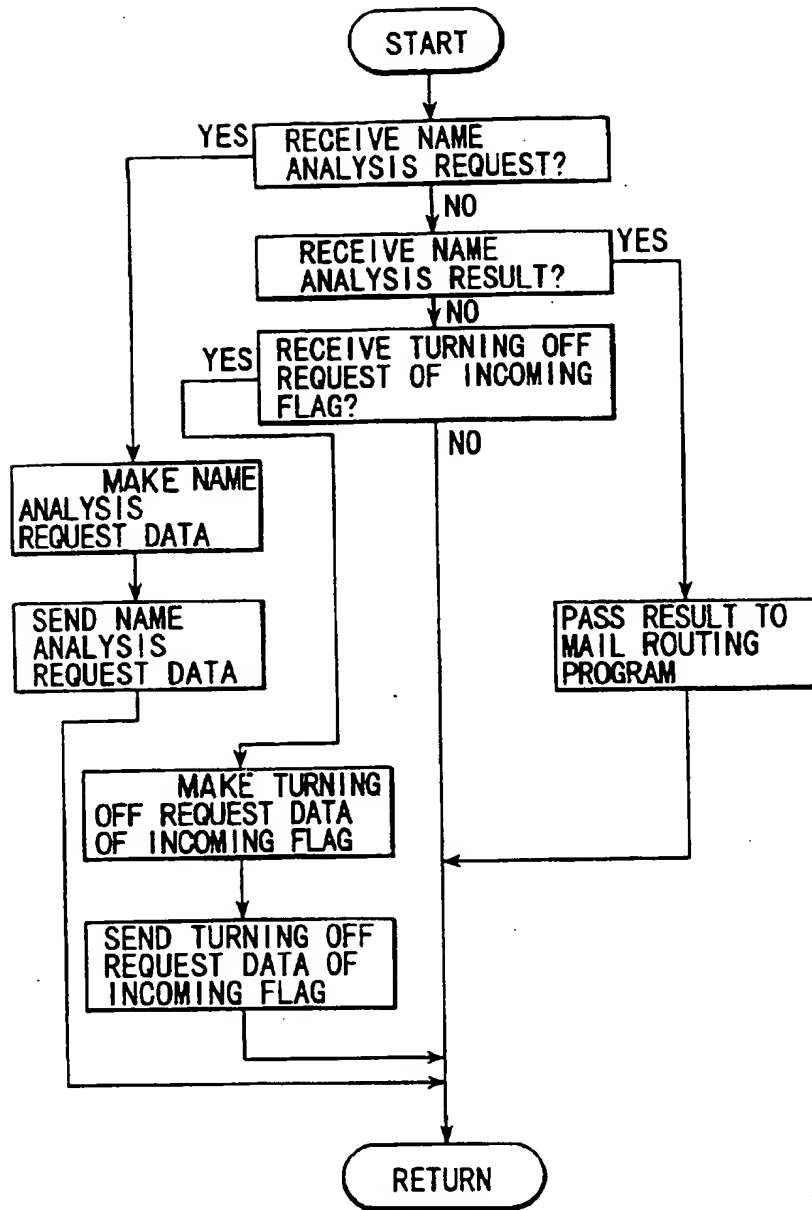 START
YES
RECEIVE NAME
ANALYSIS REQUEST?
NO
RECEIVE NAME
ANALYSIS RESULT?
YES
NO
YES
RECEIVE TURNING OFF
REQUEST OF INCOMING
FLAG?
NO
MAKE NAME
ANALYSIS
REQUEST DATA
SEND NAME
ANALYSIS
REQUEST DATA
PASS RESULT TO
MAIL ROUTING
PROGRAM
MAKE TURNING
OFF REQUEST DATA
OF INCOMING FLAG
SEND TURNING OFF
REQUEST DATA OF
INCOMING FLAG
RETURN